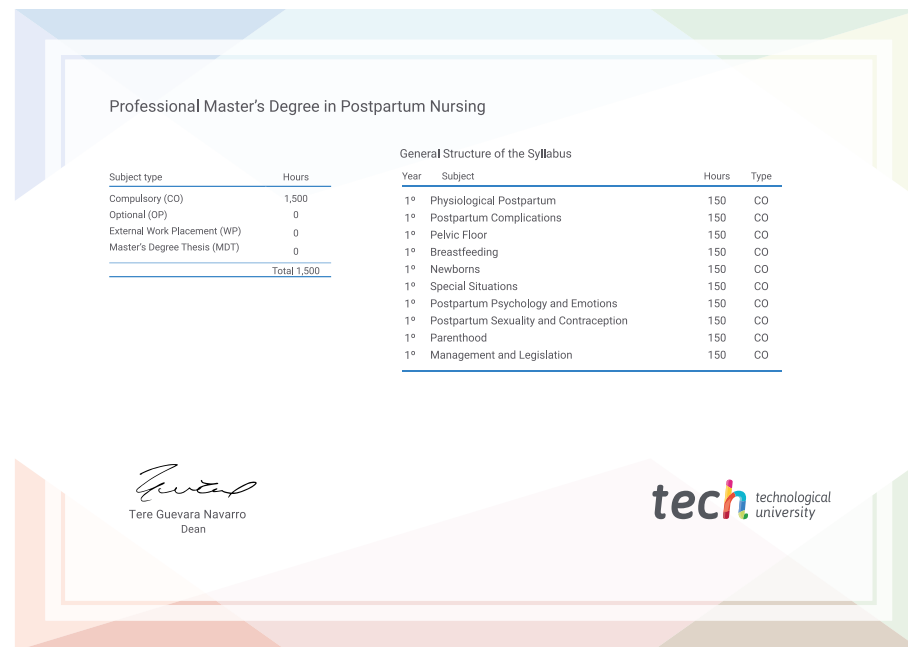 Professional Master's Degree in Postpartum Nursing
Subject type Hours
Compulsory (CO) 1,500
Optional (OP) 0
External Work Placement (WP) 0
Master's Degree Thesis (MDT) 0
Total 1,500
General Structure of the Syllabus
Year Subject Hours Type
1º Physiological Postpartum 150 CO
1º Postpartum Complications 150 CO
1º Pelvic Floor 150 CO
1º Breastfeeding 150 CO
1º Newborns 150 CO
1º Special Situations 150 CO
1º Postpartum Psychology and Emotions 150 CO
1º Postpartum Sexuality and Contraception 150 CO
1º Parenthood 150 CO
1º Management and Legislation 150 CO
Tere Guevara Navarro
Dean
tech technological
university